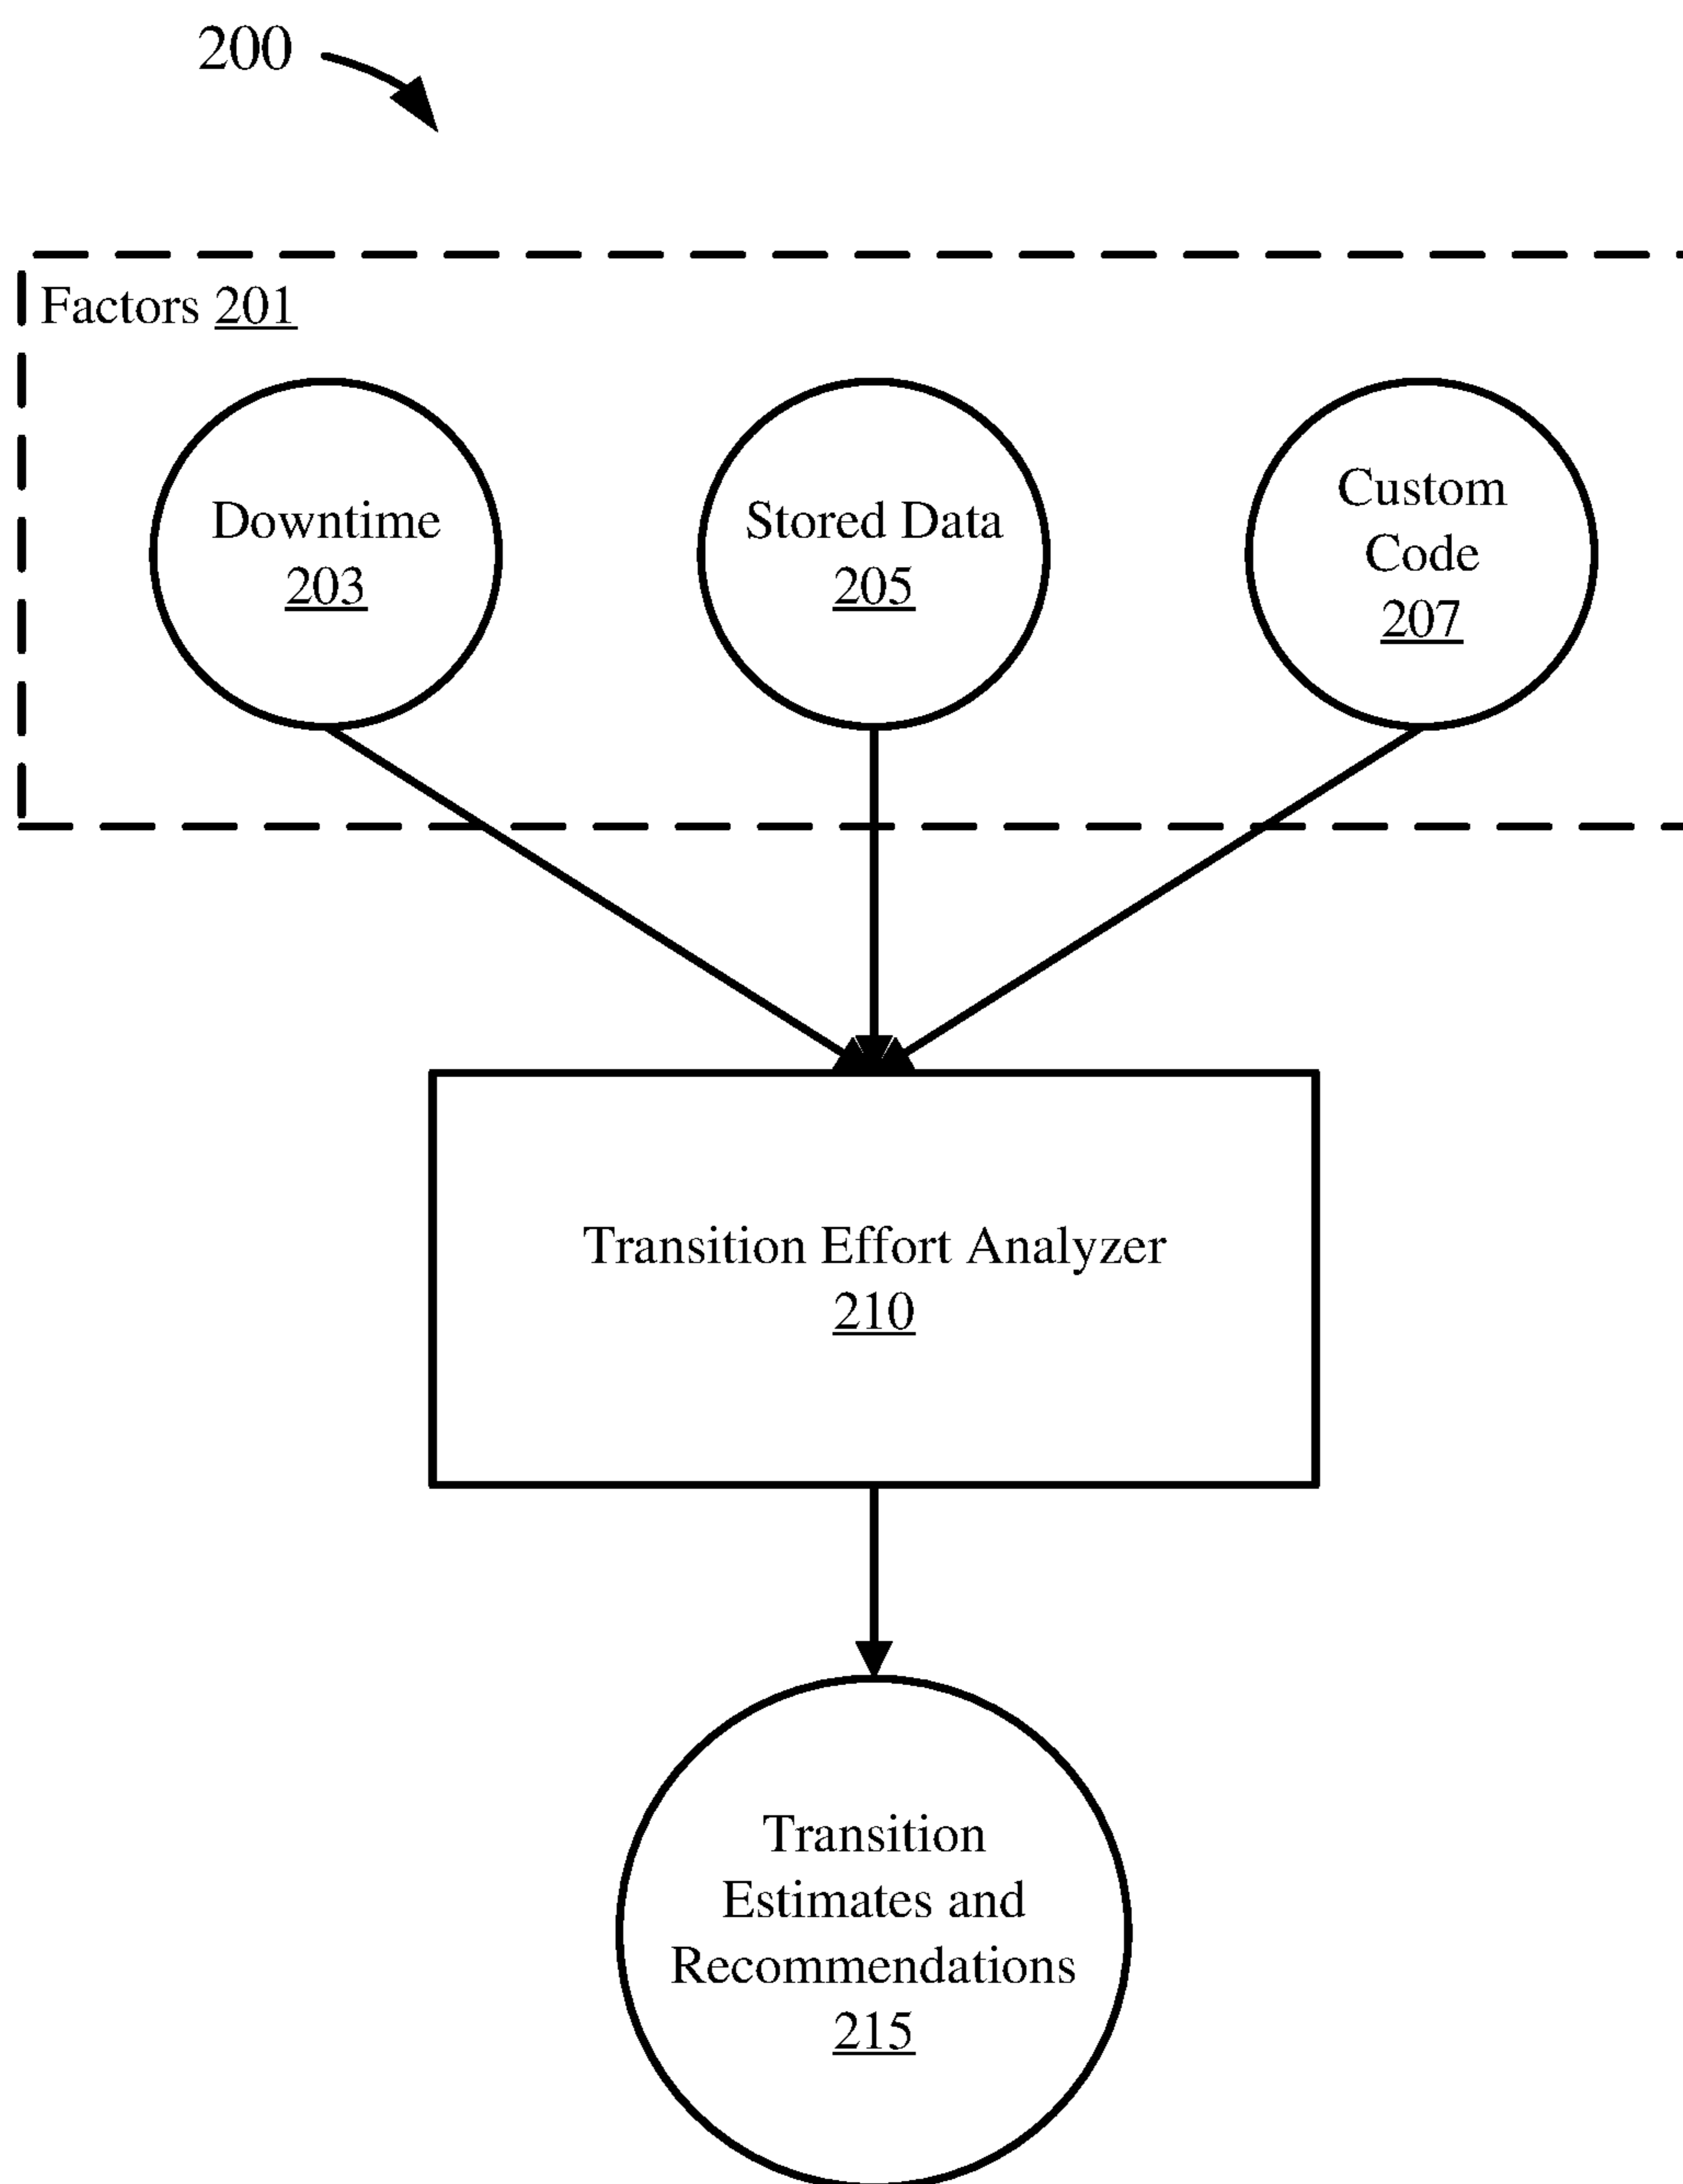 200
Factors 201
Downtime
203
Stored Data
205
Custom
Code
207
Transition Effort Analyzer
210
Transition
Estimates and
Recommendations
215